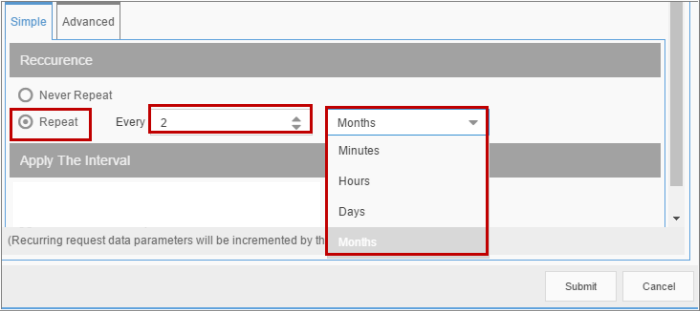 Simple Advanced
Reccurence
Never Repeat
Repeat Every 2 Months
Minutes
Apply The Interval
Hours
Days
(Recurring request data parameters will be incremented by th
Months
Submit Cancel